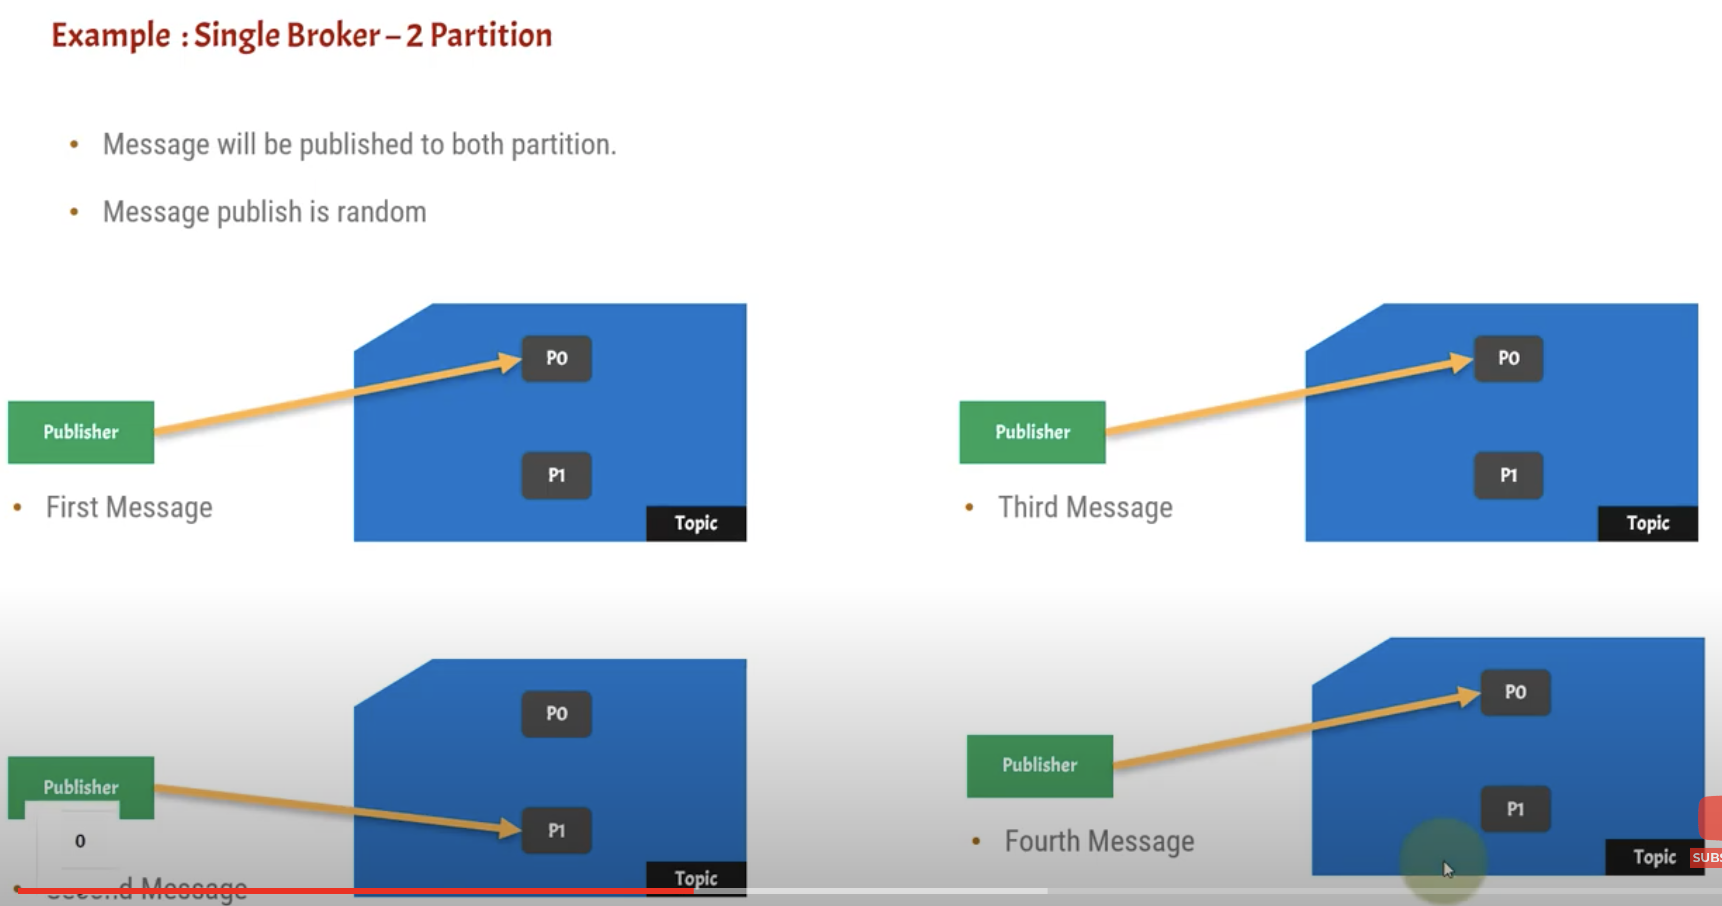 Example : Single Broker – 2 Partition
• Message will be published to both partition.
• Message publish is random
Publisher
P0
P1
Topic
• First Message
Publisher
P0
P1
Topic
• Third Message
Publisher
P0
P1
Topic
0
Message
Publisher
P0
P1
Topic
• Fourth Message
SUBS